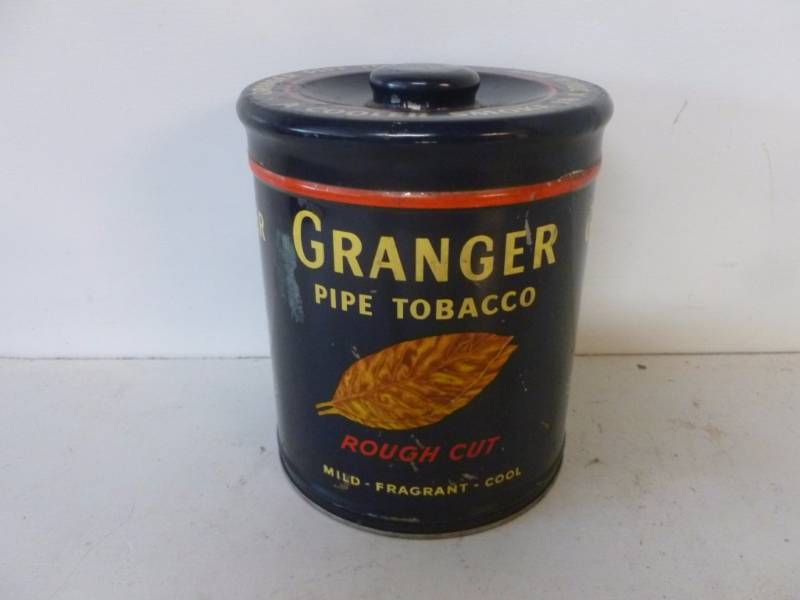 GRANGER
PIPE TOBACCO
ROUGH CUT
MILD - FRAGRANT - COOL